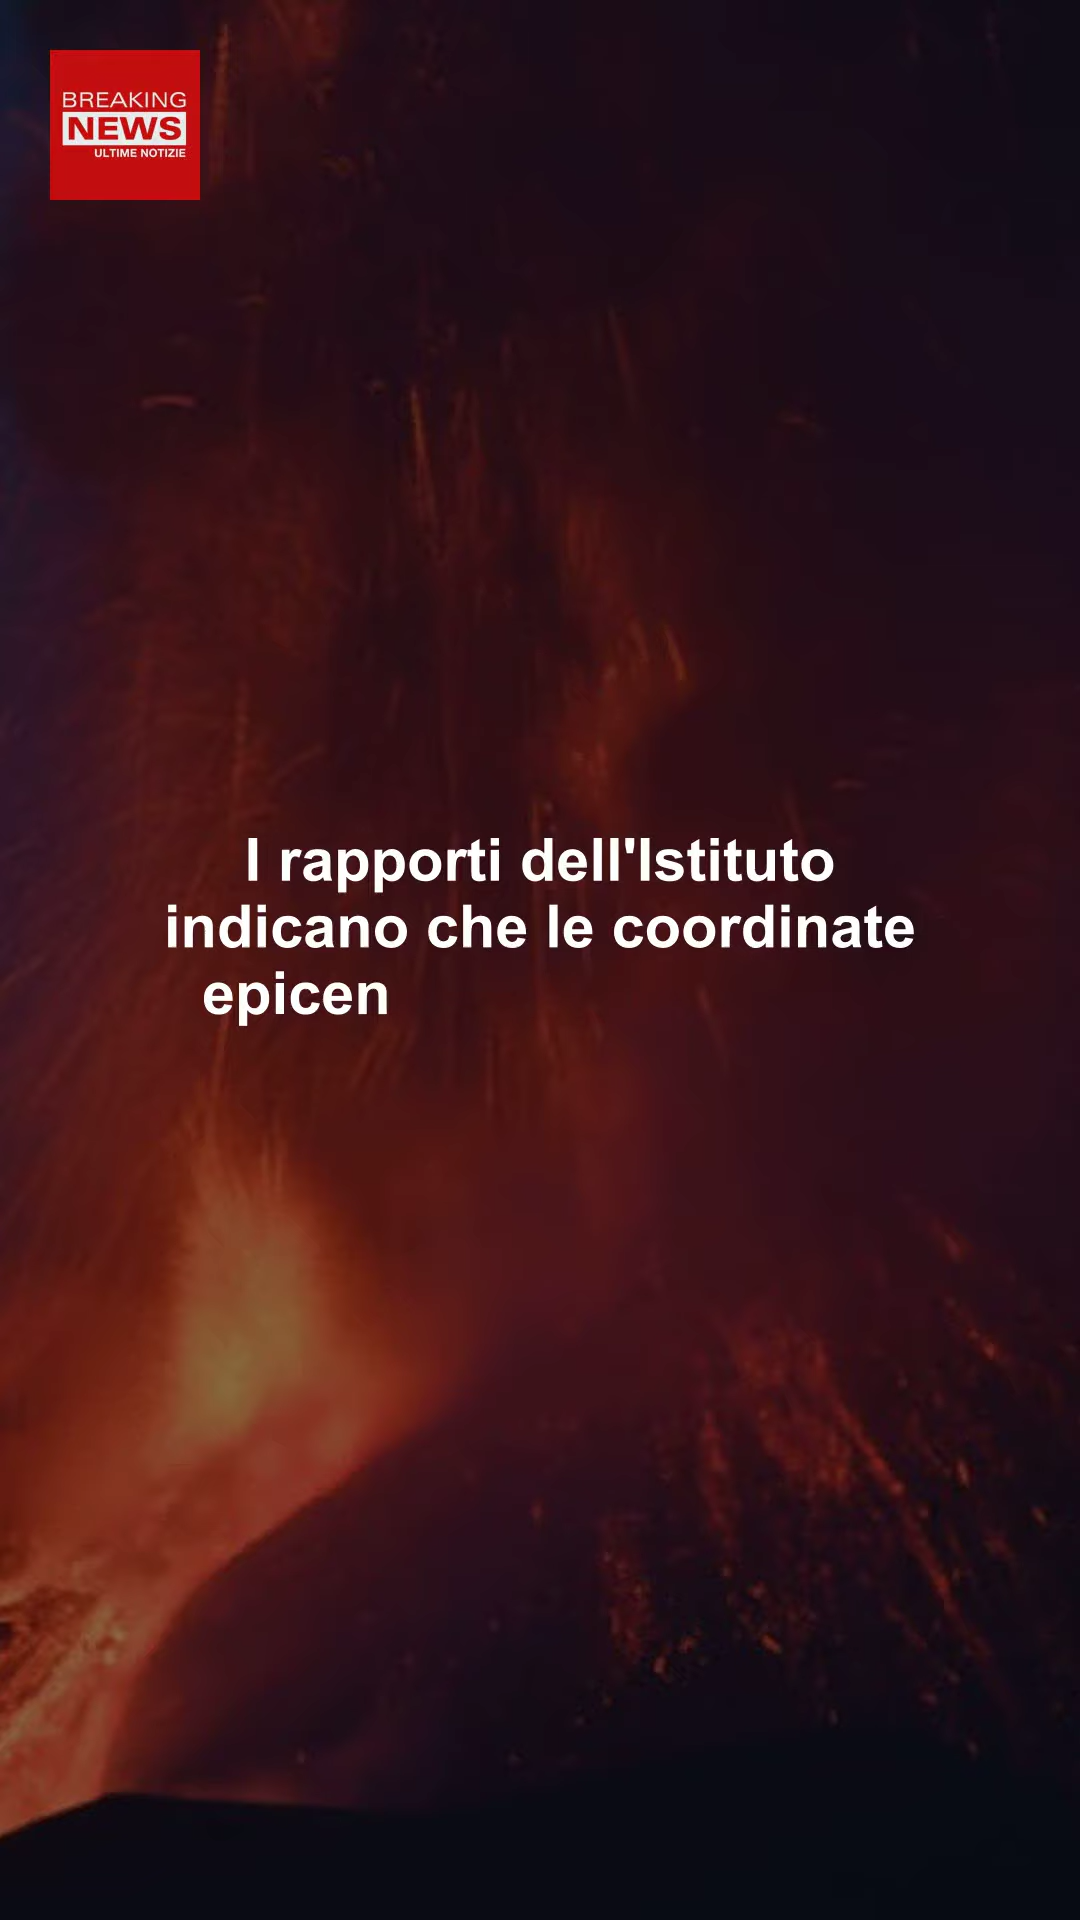 BREAKING
NEWS
ULTIME NOTIZIE
I rapporti dell'Istituto
indicano che le coordinate
epicen